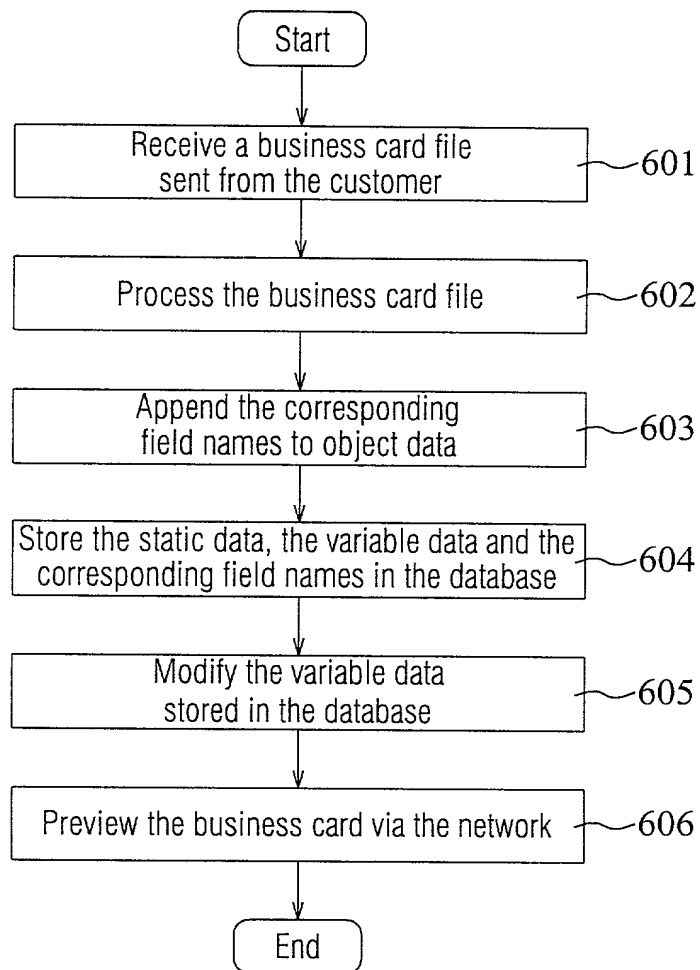 Start
Receive a business card file
sent from the customer
601
Process the business card file
602
Append the corresponding
field names to object data
603
Store the static data, the variable data and the
corresponding field names in the database
604
Modify the variable data
stored in the database
605
Preview the business card via the network
606
End